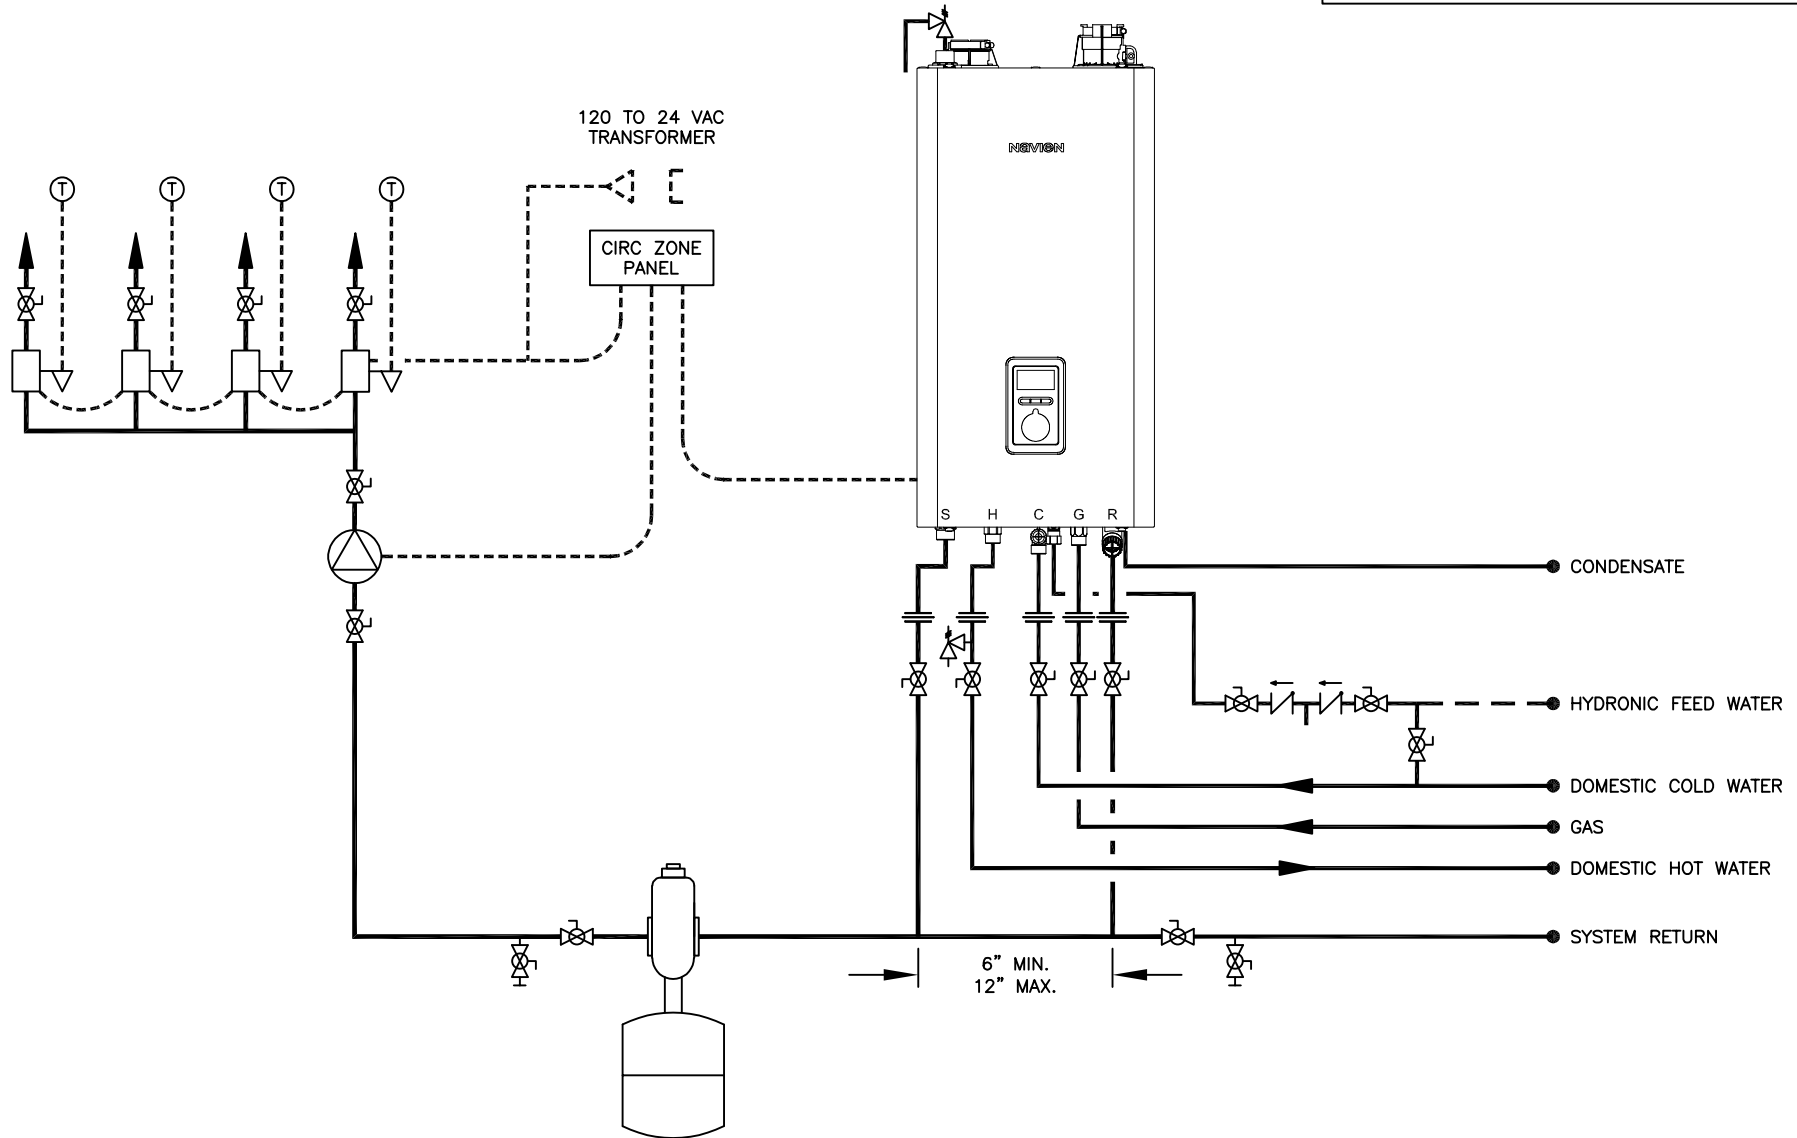 120 TO 24 VAC
TRANSFORMER
NAVIEN
T
T
T
T
CIRC ZONE
PANEL
S
H
C
G
R
CONDENSATE
HYDRONIC FEED WATER
DOMESTIC COLD WATER
GAS
DOMESTIC HOT WATER
SYSTEM RETURN
6” MIN.
12” MAX.